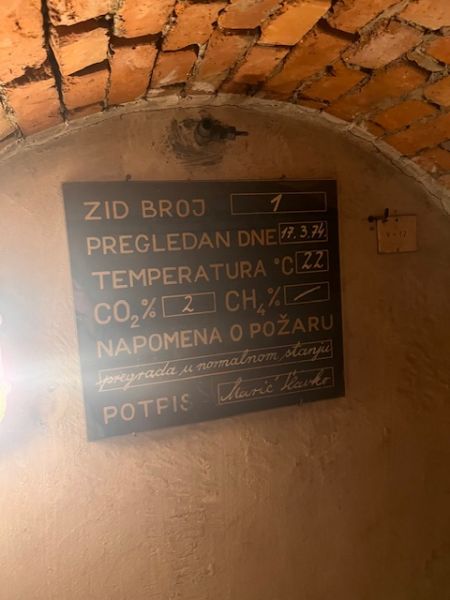 ZID BROJ 1
PREGLEDAN DNE 17.3.74
TEMPERATURA °C 22
CO₂% 2 CH₄% /
NAPOMENA O POŽARU
pregrada u normalnom stanju
POTPIS Marić Slavko